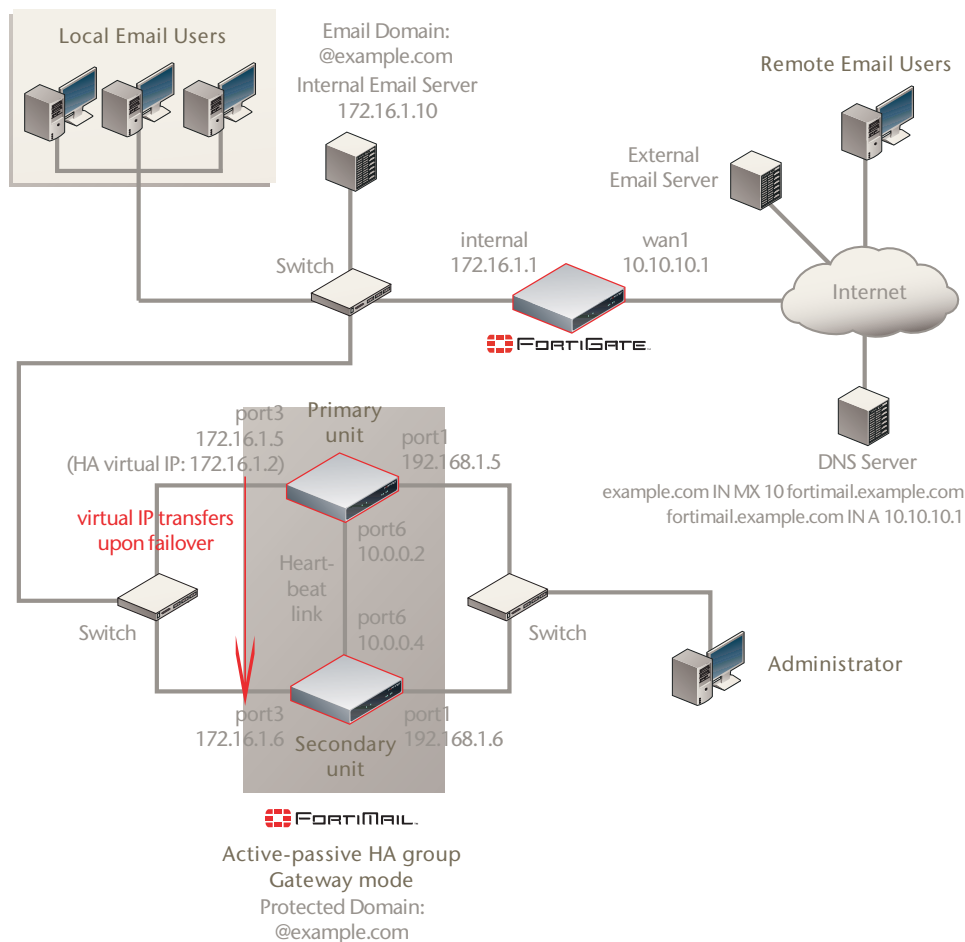 Local Email Users
Email Domain:
@example.com
Internal Email Server
172.16.1.10
Remote Email Users
External
Email Server
internal
172.16.1.1
wan1
10.10.10.1
Switch
Internet
FORTIGATE
DNS Server
example.com IN MX 10 fortimail.example.com
fortimail.example.com IN A 10.10.10.1
port3
172.16.1.5
(HA virtual IP: 172.16.1.2)
Primary
unit
port1
192.168.1.5
virtual IP transfers
upon failover
port6
10.0.0.2
Heart-
beat
link
port6
10.0.0.4
Switch
Switch
Administrator
port3
172.16.1.6
Secondary
unit
port1
192.168.1.6
FORTIMAIL
Active-passive HA group
Gateway mode
Protected Domain:
@example.com